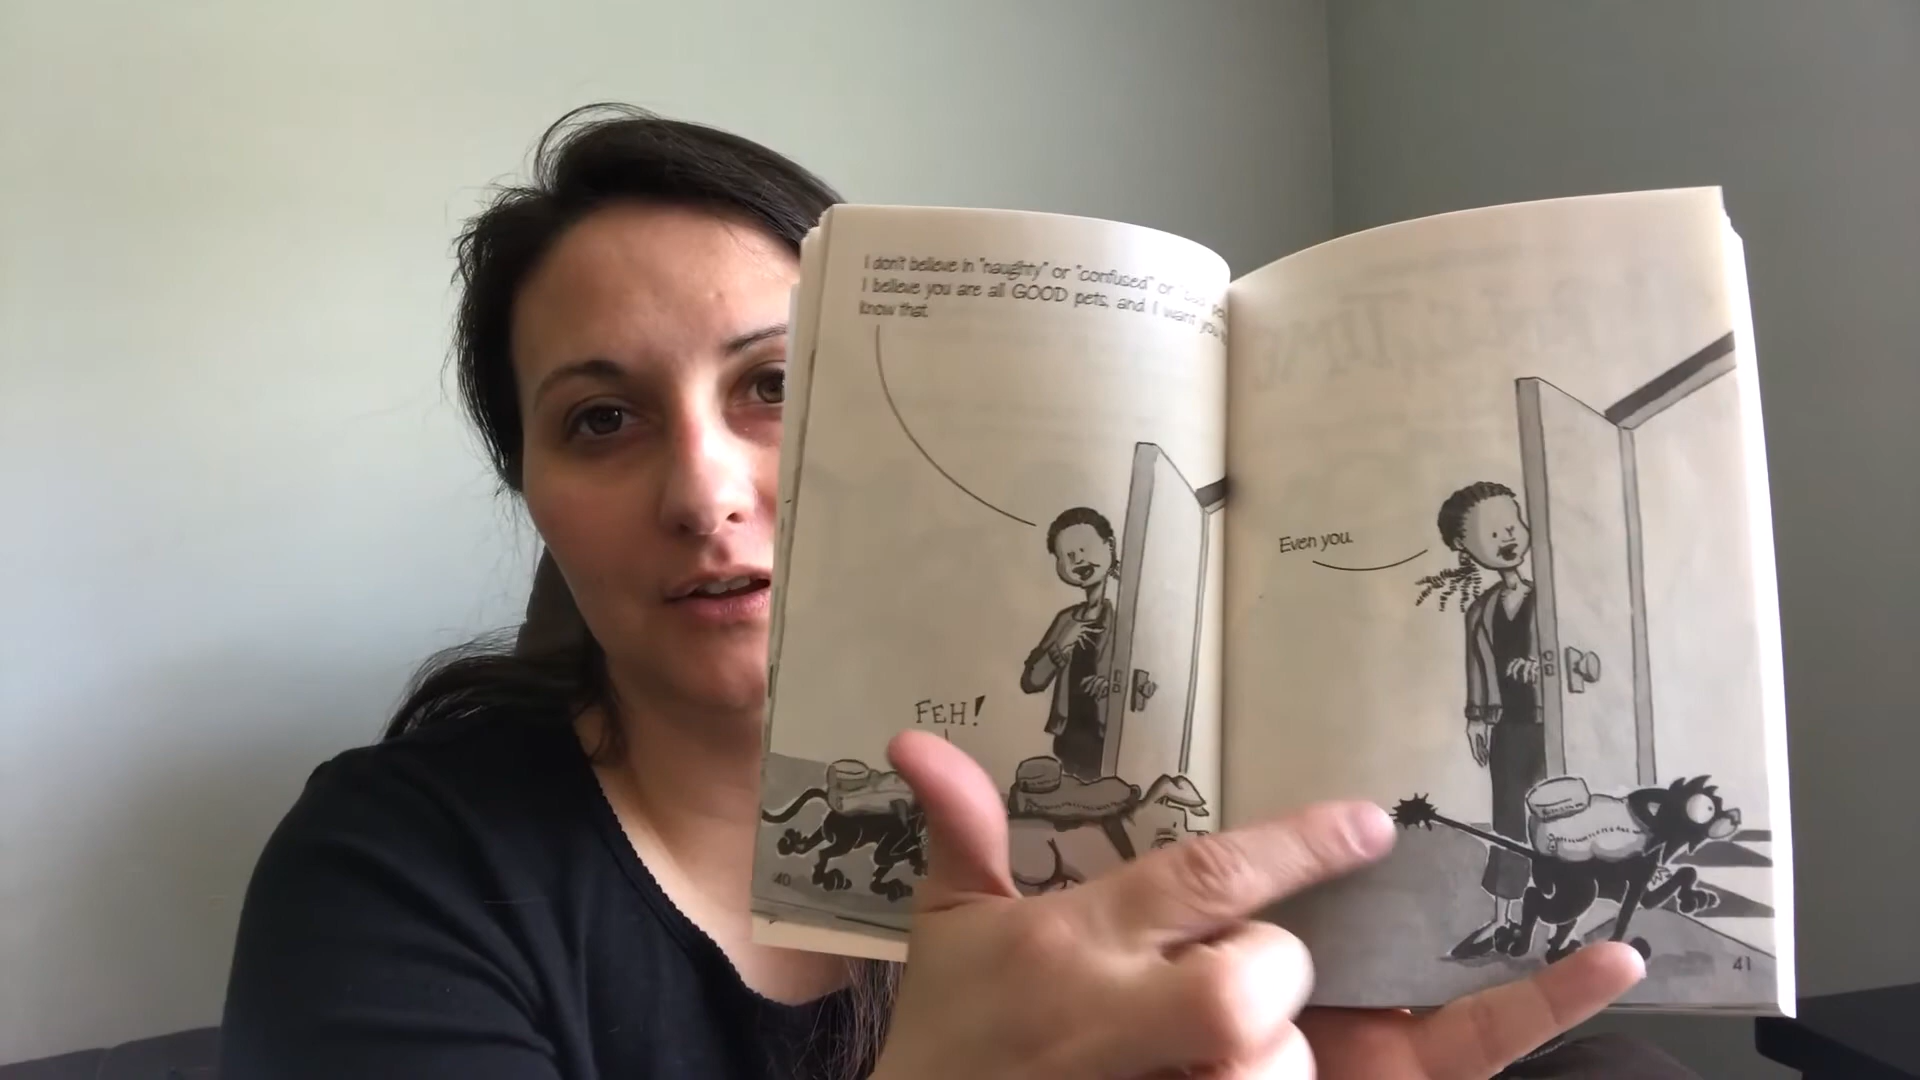 I don't believe in "naughty" or "confused" or "bad
I believe you are all GOOD pets, and I want you
know that.
FEH!
40
Even you.
41